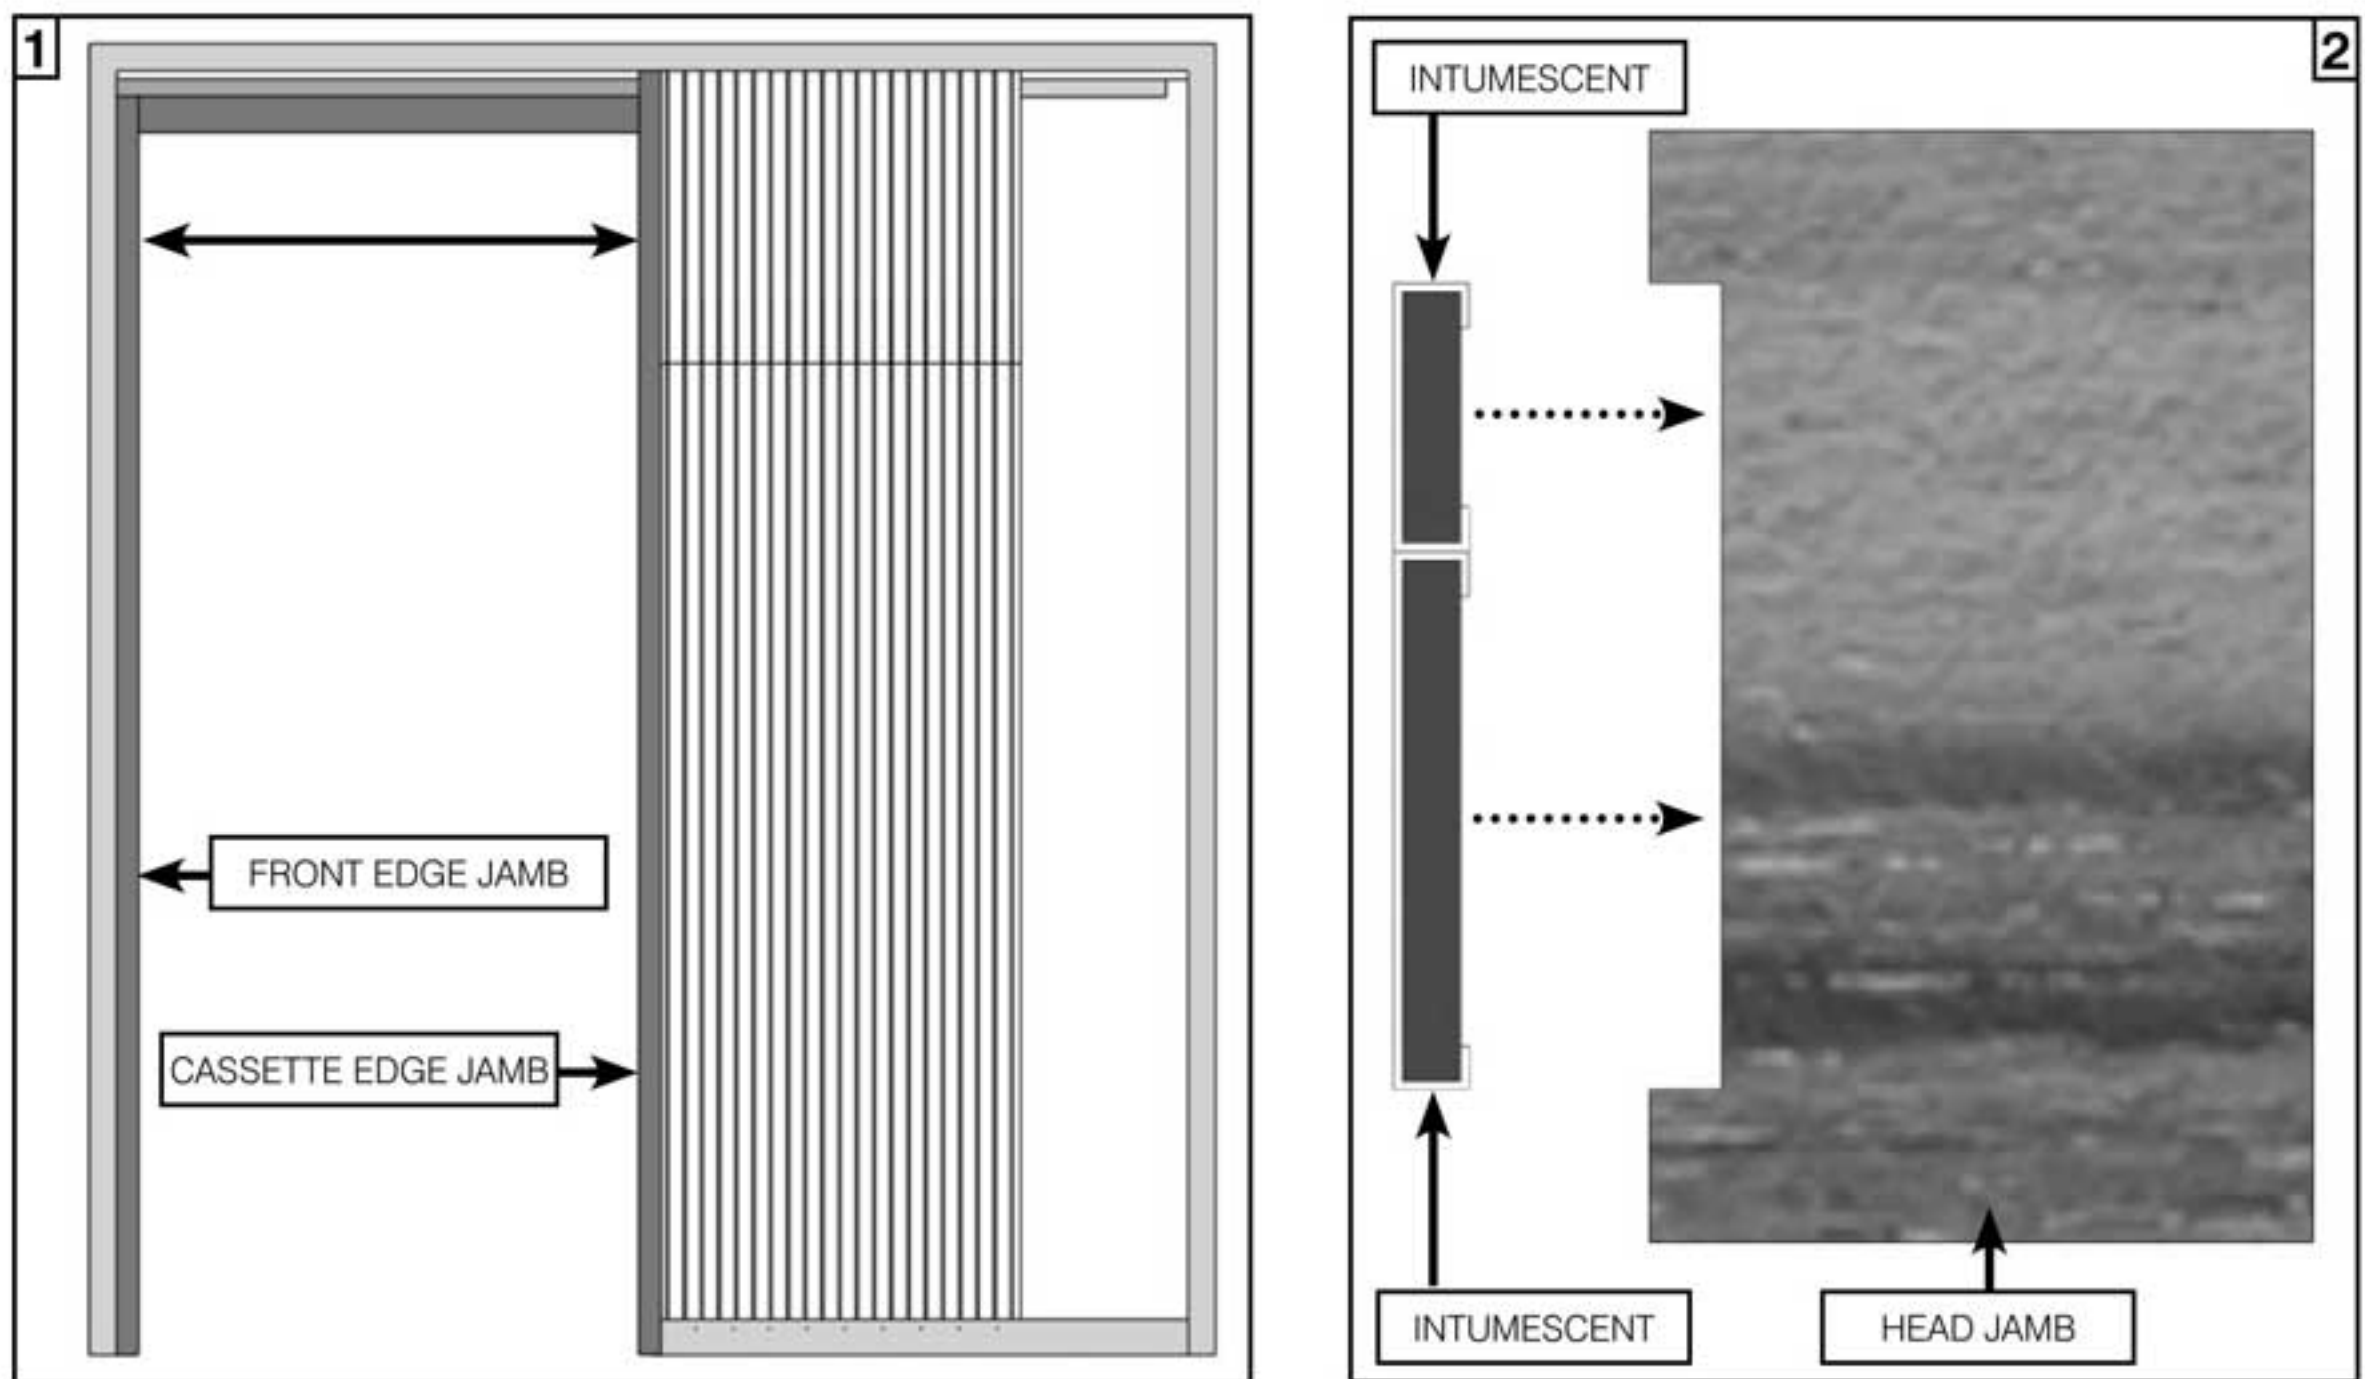 1
FRONT EDGE JAMB
CASSETTE EDGE JAMB
2
INTUMESCENT
INTUMESCENT
HEAD JAMB